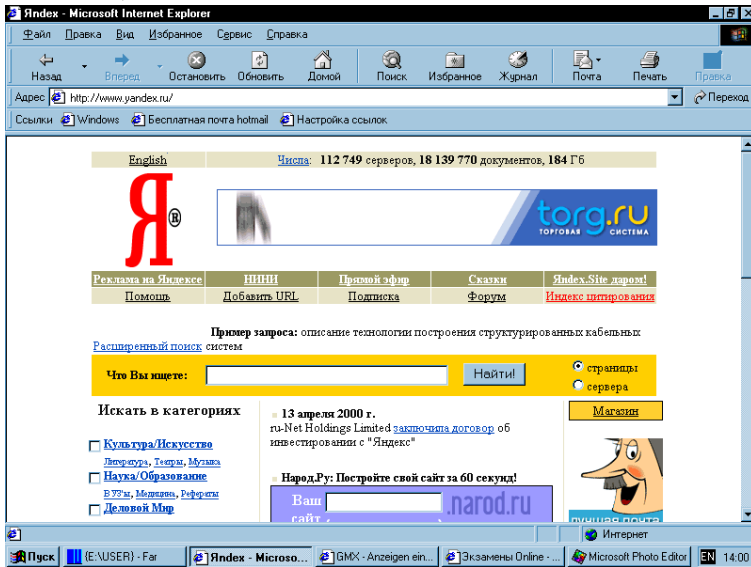 Яndex - Microsoft Internet Explorer
Файл Правка Вид Избранное Сервис Справка
Назад Вперед Остановить Обновить Домой Поиск Избранное Журнал Почта Печать Правка
Адрес http://www.yandex.ru/ Переход
Ссылки Windows Бесплатная почта hotmail Настройка ссылок
English Числа: 112 749 серверов, 18 139 770 документов, 184 Гб
Я®
torg.ru
ТОРГОВАЯ СИСТЕМА
Реклама на Яndexе НИНИ Прямой эфир Сказки Яndex.Site даром!
Помощь Добавить URL Подписка Форум Индекс цитирования
Пример запроса: описание технологии построения структурированных кабельных
Расширенный поиск систем
Что Вы ищете: Найти! страницы
сервера
Искать в категориях
Культура/Искусство
Литература, Театры, Музыка
Наука/Образование
ВУЗы, Медицина, Рефераты
Деловой Мир
13 апреля 2000 г.
ru-Net Holdings Limited заключила договор об
инвестировании с "Яндекс"
Народ.Ру: Постройте свой сайт за 60 секунд!
Ваш .narod.ru
сайт
Магазин
лучшая почта
Интернет
Пуск {E:\USER} - Far Яndex - Microso... GMX - Anzeigen ein... Экзамены Online - ... Microsoft Photo Editor EN 14:00